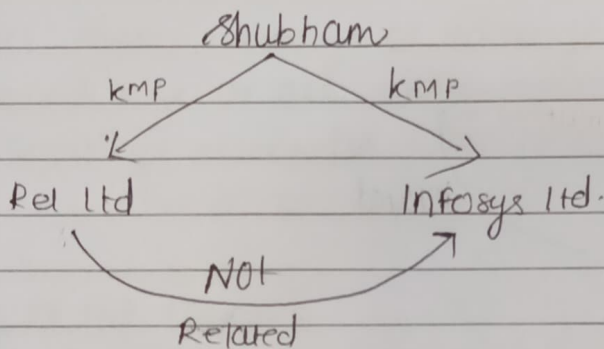 Shubham
KMP KMP
Rel ltd Infosys ltd.
Not
Related